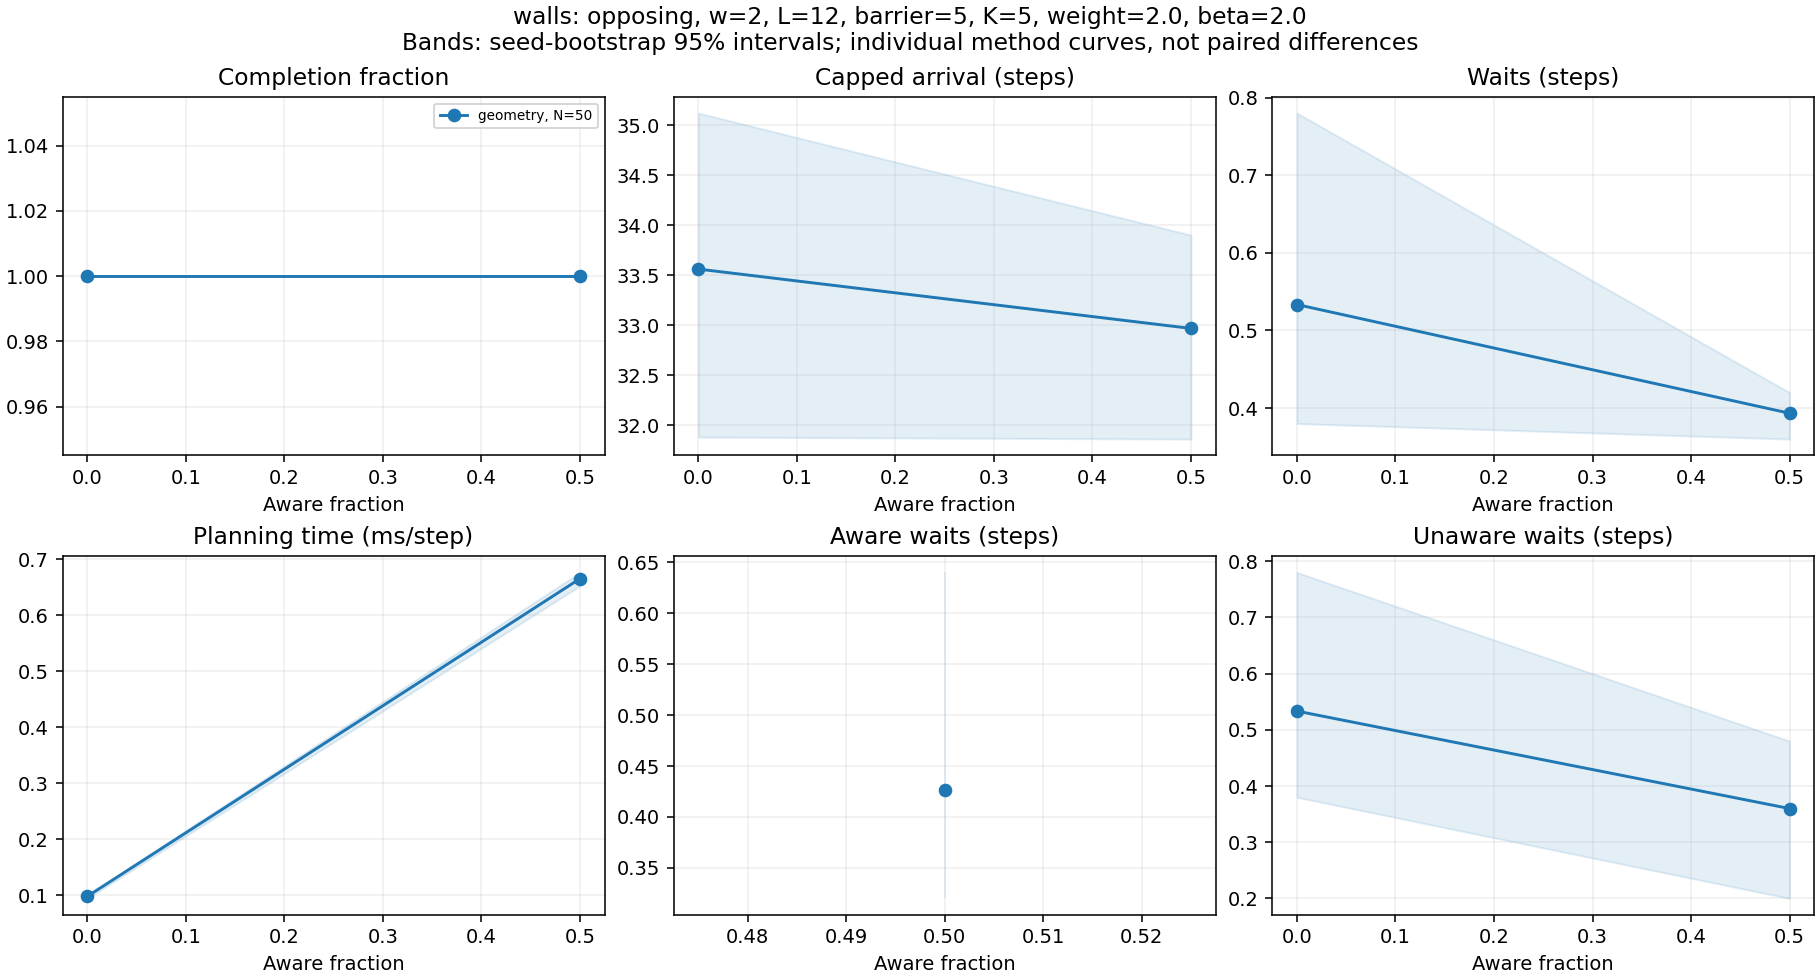 walls: opposing, w=2, L=12, barrier=5, K=5, weight=2.0, beta=2.0
Bands: seed-bootstrap 95% intervals; individual method curves, not paired differences
Completion fraction
geometry, N=50
1.04
1.02
1.00
0.98
0.96
0.0 0.1 0.2 0.3 0.4 0.5
Aware fraction
Capped arrival (steps)
35.0
34.5
34.0
33.5
33.0
32.5
32.0
0.0 0.1 0.2 0.3 0.4 0.5
Aware fraction
Waits (steps)
0.8
0.7
0.6
0.5
0.4
0.0 0.1 0.2 0.3 0.4 0.5
Aware fraction
Planning time (ms/step)
0.7
0.6
0.5
0.4
0.3
0.2
0.1
0.0 0.1 0.2 0.3 0.4 0.5
Aware fraction
Aware waits (steps)
0.65
0.60
0.55
0.50
0.45
0.40
0.35
0.48 0.49 0.50 0.51 0.52
Aware fraction
Unaware waits (steps)
0.8
0.7
0.6
0.5
0.4
0.3
0.2
0.0 0.1 0.2 0.3 0.4 0.5
Aware fraction